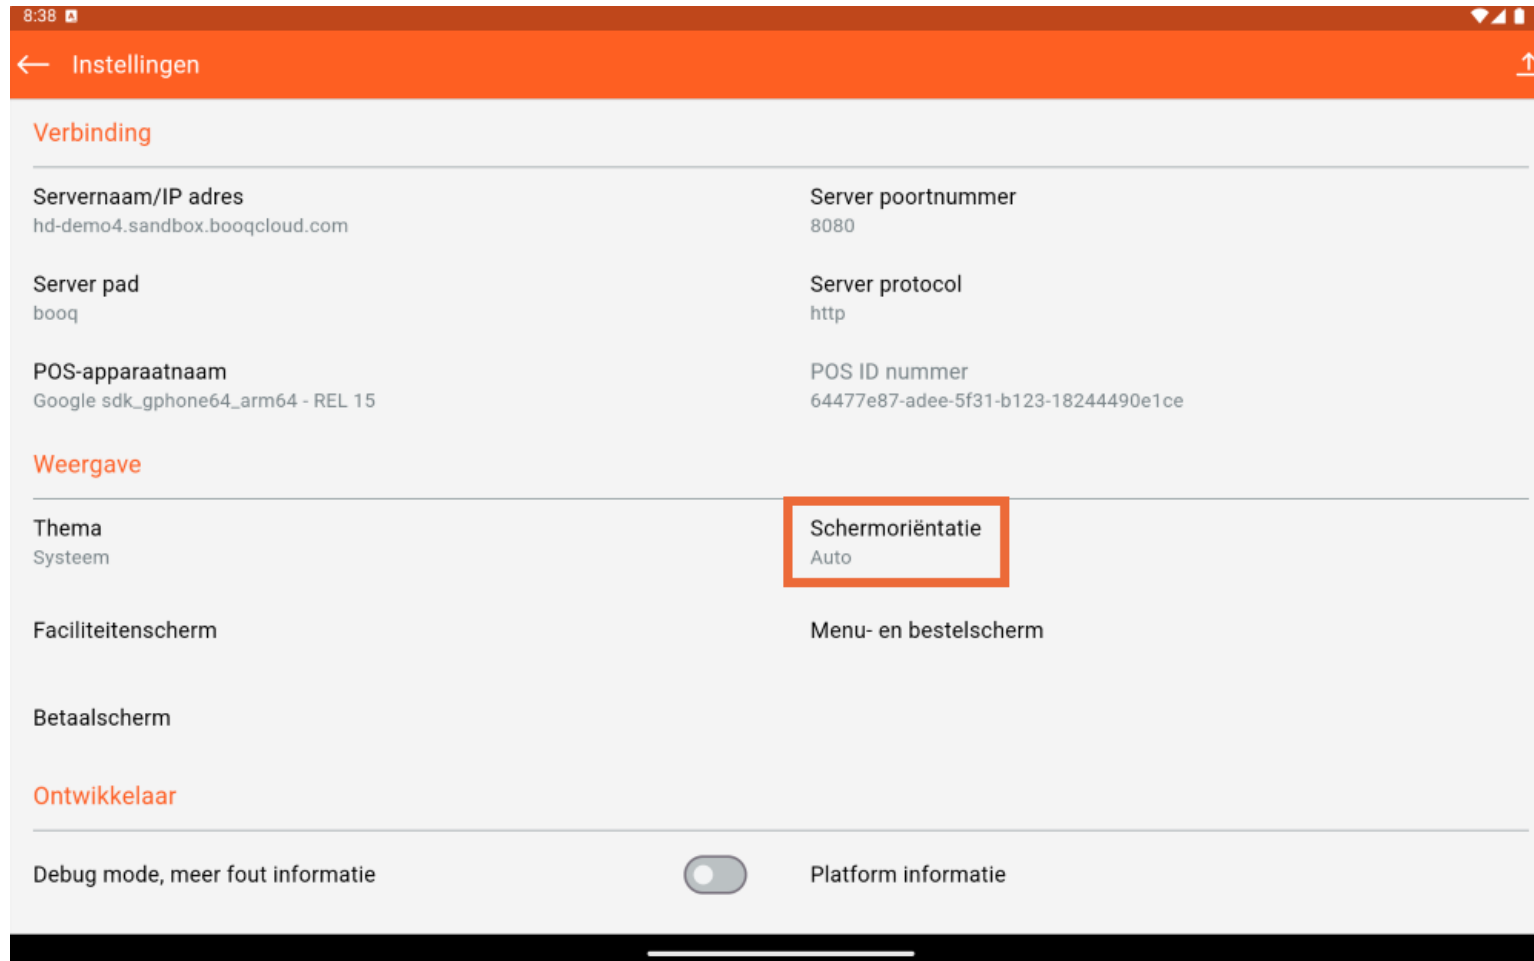 8:38
Instellingen
Verbinding
Servernaam/IP adres
hd-demo4.sandbox.booqcloud.com
Server poortnummer
8080
Server pad
booq
Server protocol
http
POS-apparaatnaam
Google sdk_gphone64_arm64 - REL 15
POS ID nummer
64477e87-adee-5f31-b123-18244490e1ce
Weergave
Thema
Systeem
Schermoriëntatie
Auto
Faciliteitenscherm
Menu- en bestelscherm
Betaalscherm
Ontwikkelaar
Debug mode, meer fout informatie
Platform informatie